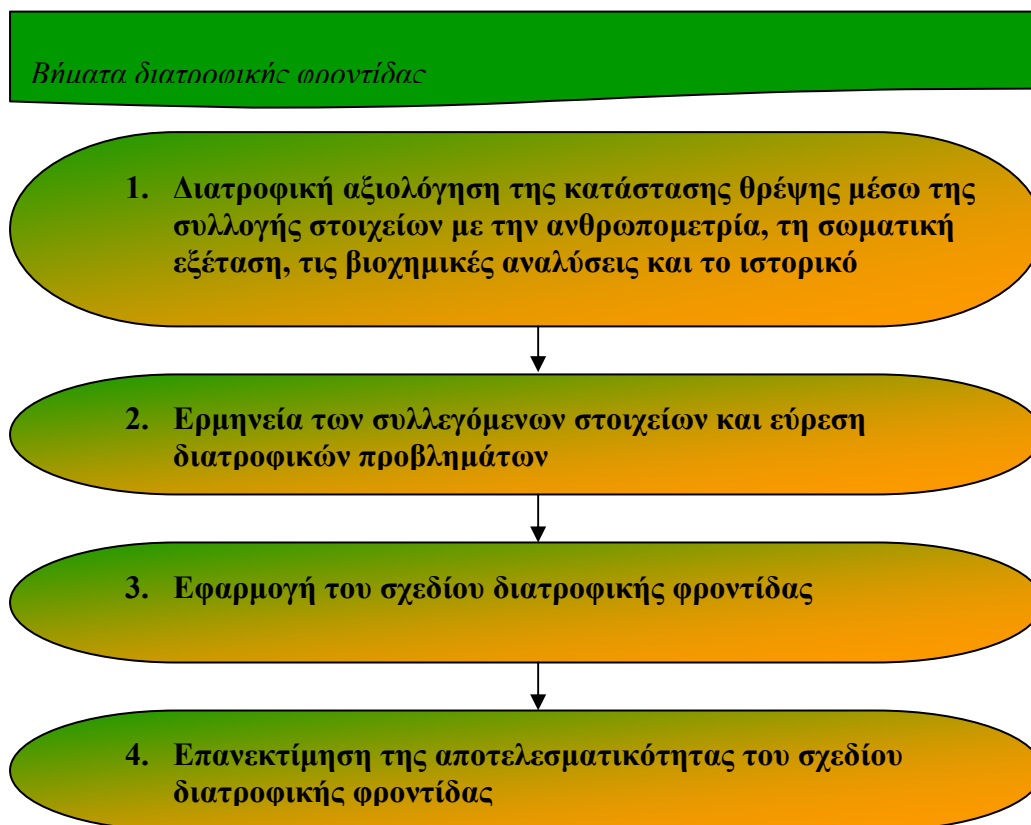 Βήματα διατροφικής φροντίδας
1. Διατροφική αξιολόγηση της κατάστασης θρέψης μέσω της
συλλογής στοιχείων με την ανθρωπομετρία, τη σωματική
εξέταση, τις βιοχημικές αναλύσεις και το ιστορικό
2. Ερμηνεία των συλλεγόμενων στοιχείων και εύρεση
διατροφικών προβλημάτων
3. Εφαρμογή του σχεδίου διατροφικής φροντίδας
4. Επανεκτίμηση της αποτελεσματικότητας του σχεδίου
διατροφικής φροντίδας